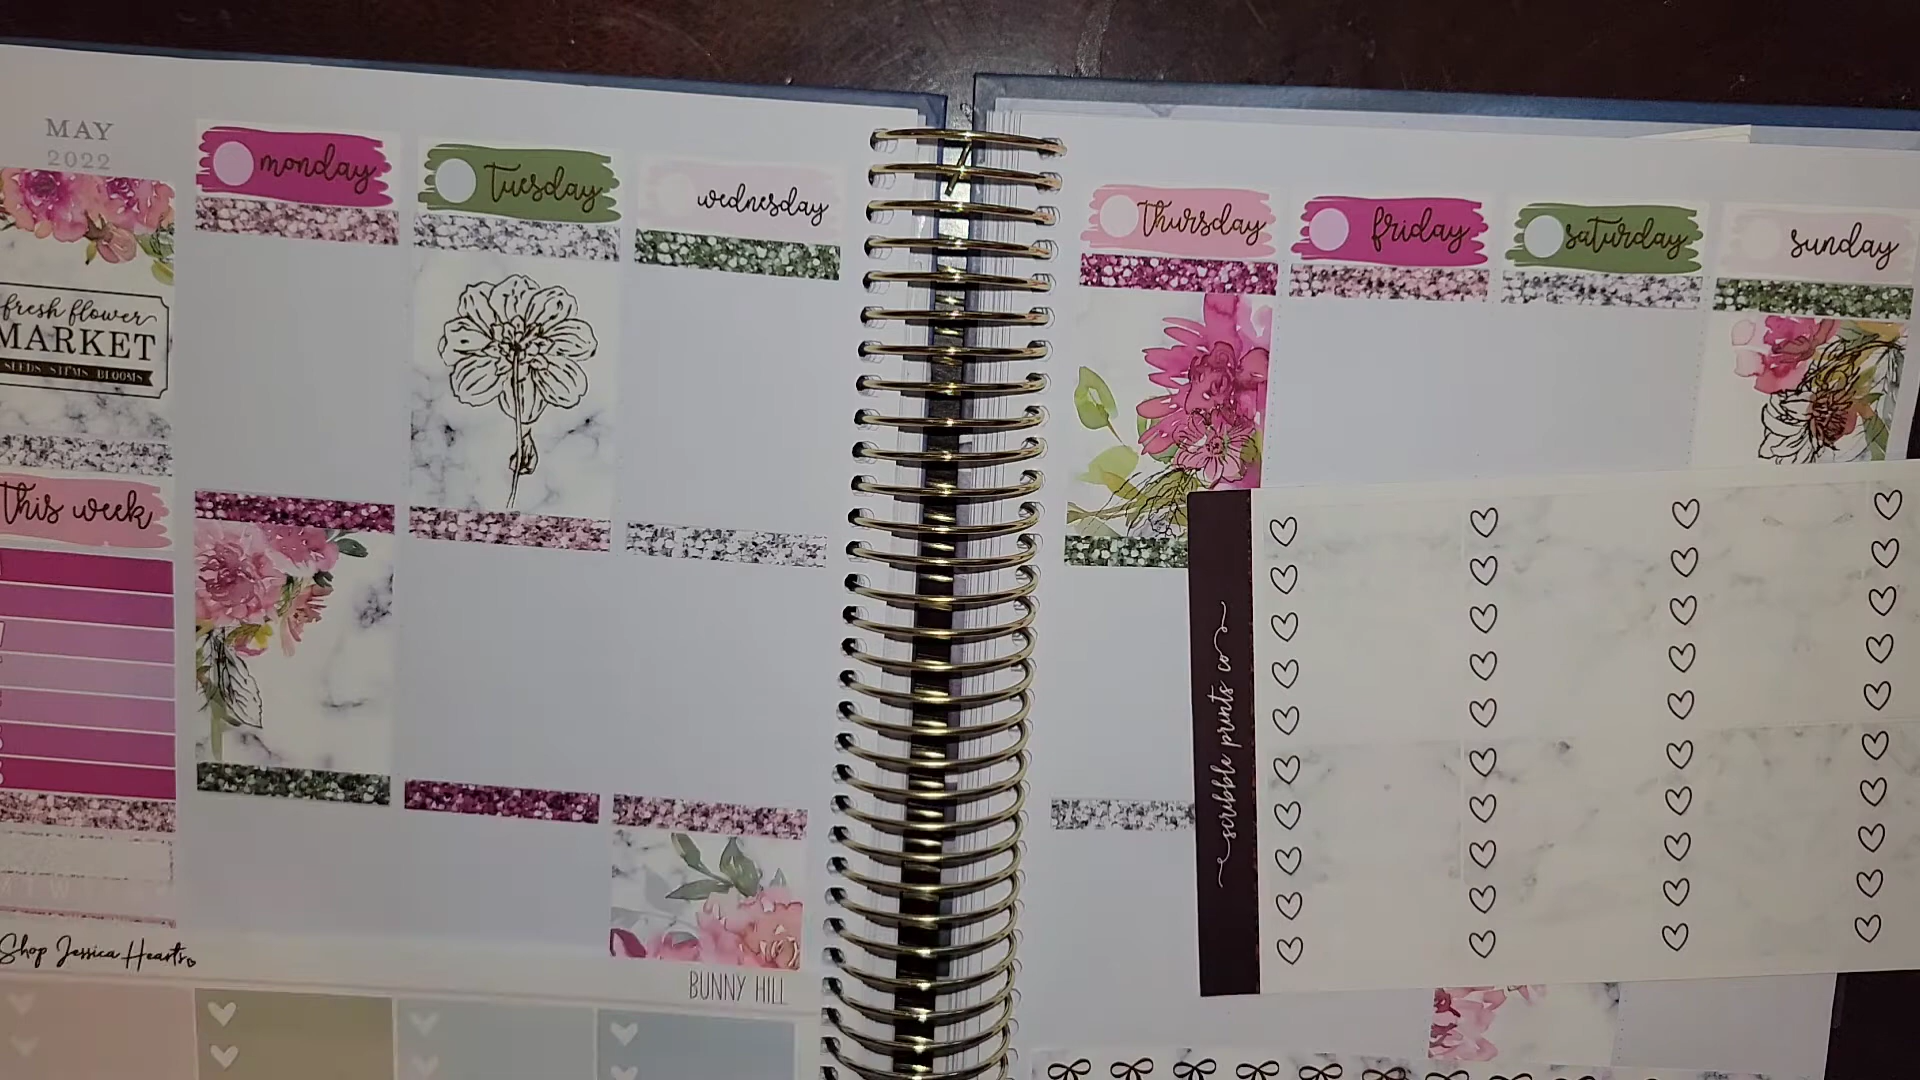 MAY
2022
monday
tuesday
wednesday
thursday
friday
saturday
sunday
fresh flower
MARKET
SEEDS STEMS BLOOMS
this week
M T W
Shop Jessica Hearts
BUNNY HILL
scribble prints co